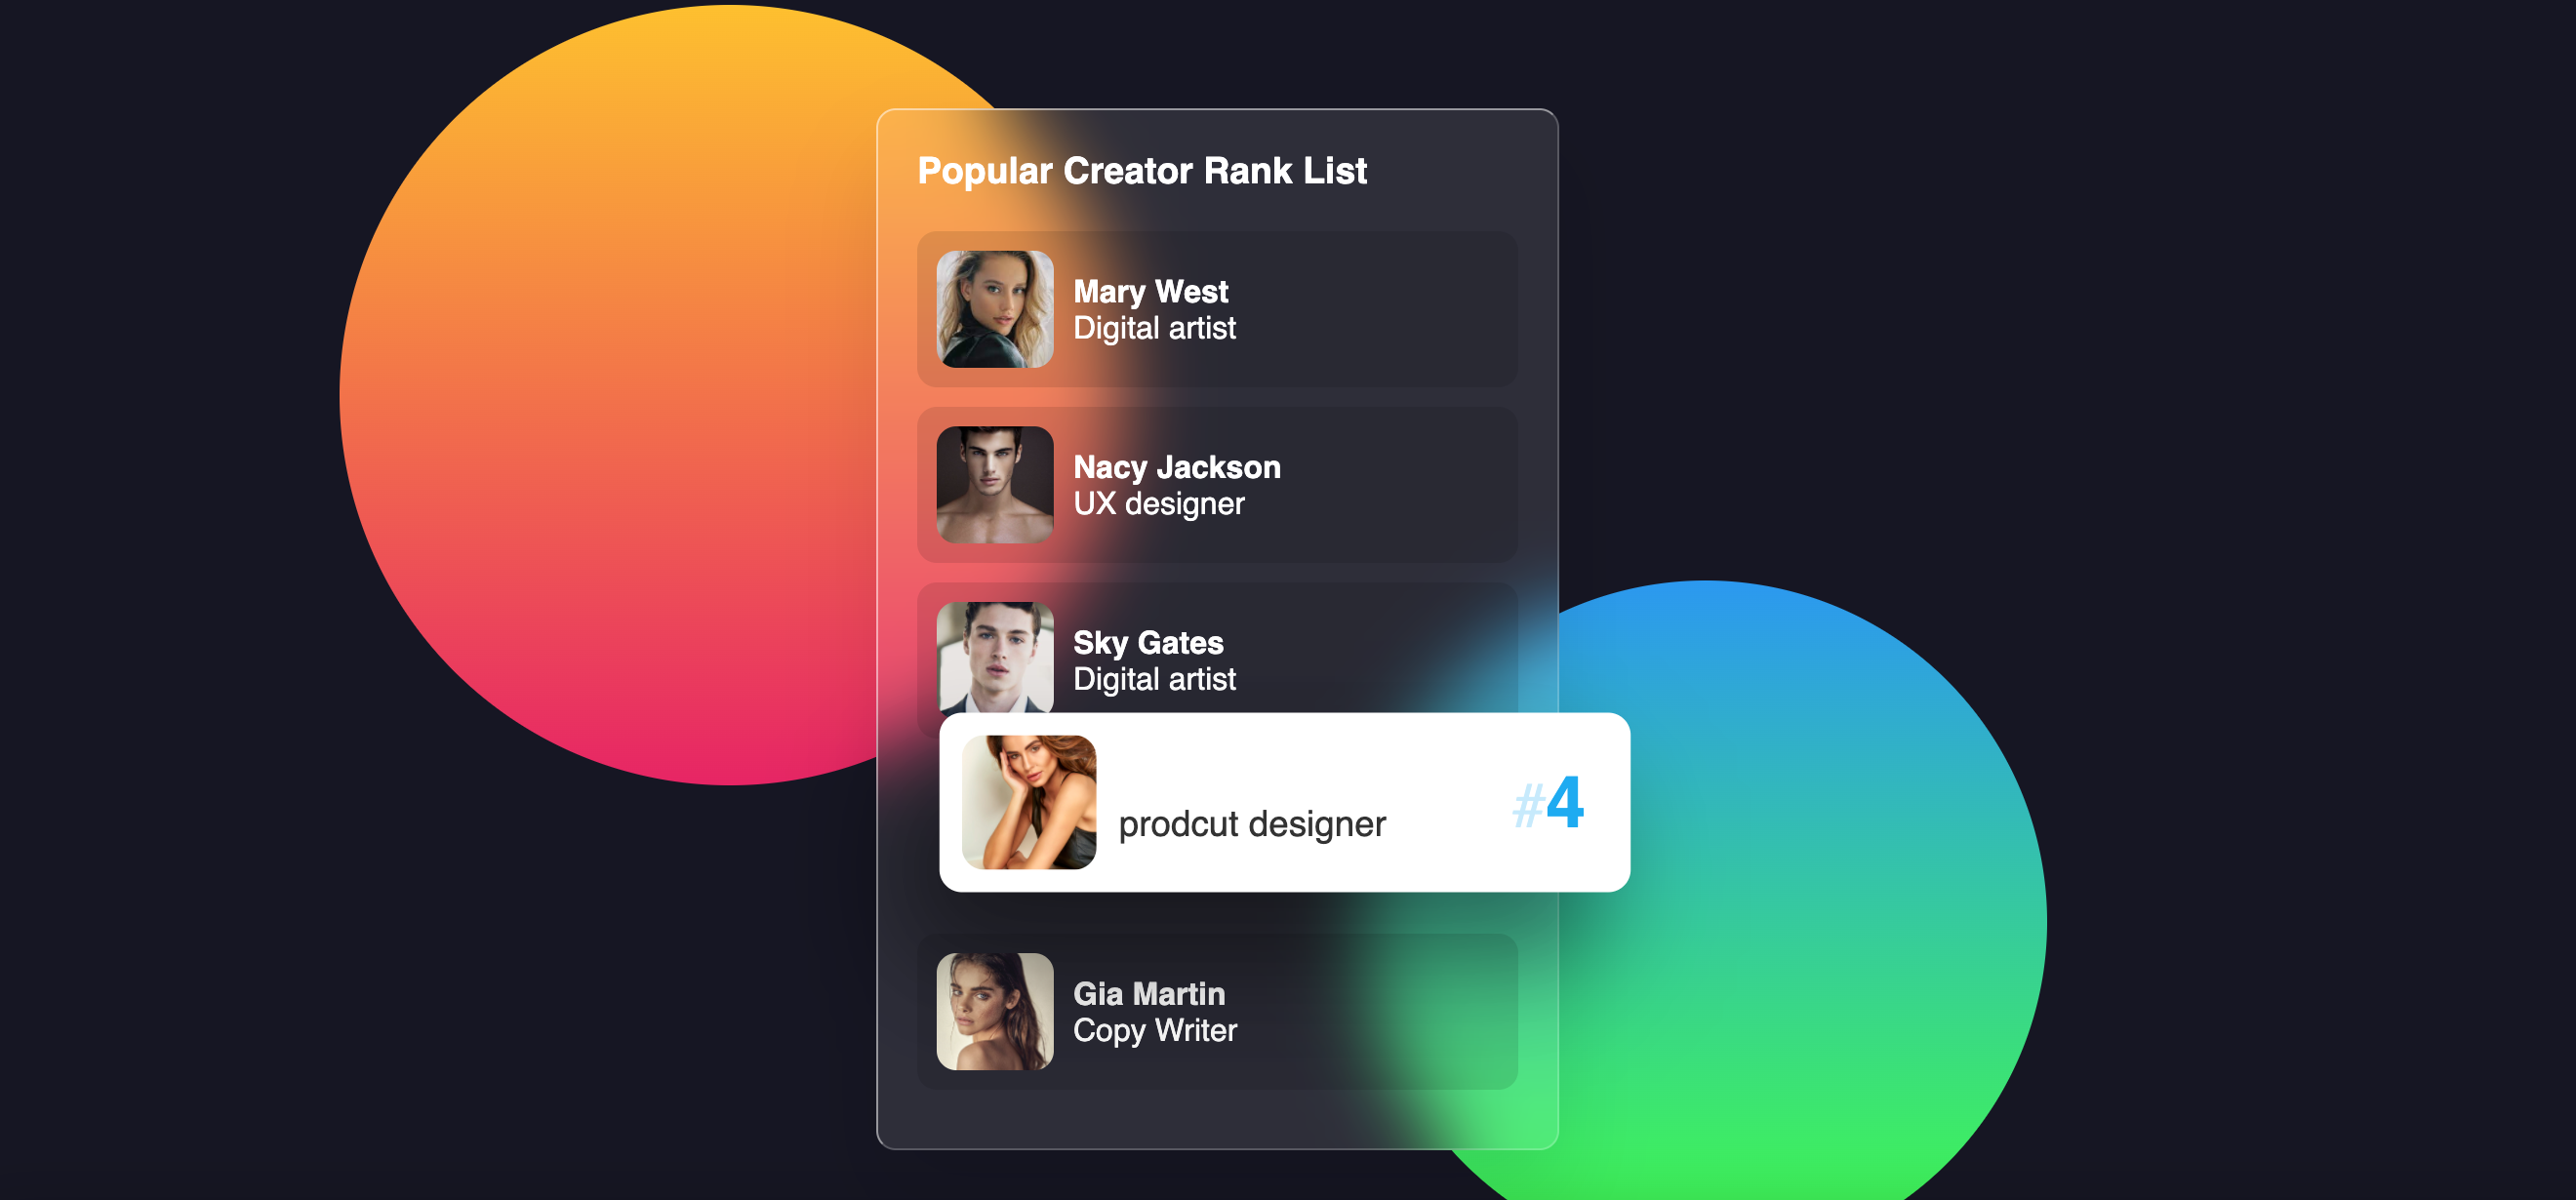 Popular Creator Rank List
Mary West
Digital artist
Nacy Jackson
UX designer
Sky Gates
Digital artist
prodcut designer
#4
Gia Martin
Copy Writer